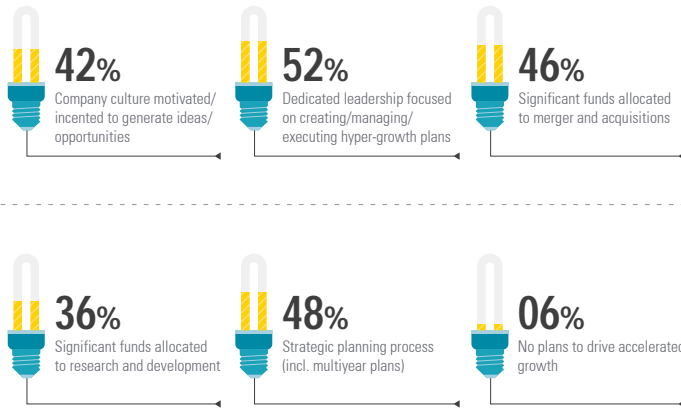 42%
Company culture motivated/
incented to generate ideas/
opportunities
52%
Dedicated leadership focused
on creating/managing/
executing hyper-growth plans
46%
Significant funds allocated
to merger and acquisitions
36%
Significant funds allocated
to research and development
48%
Strategic planning process
(incl. multiyear plans)
06%
No plans to drive accelerated
growth